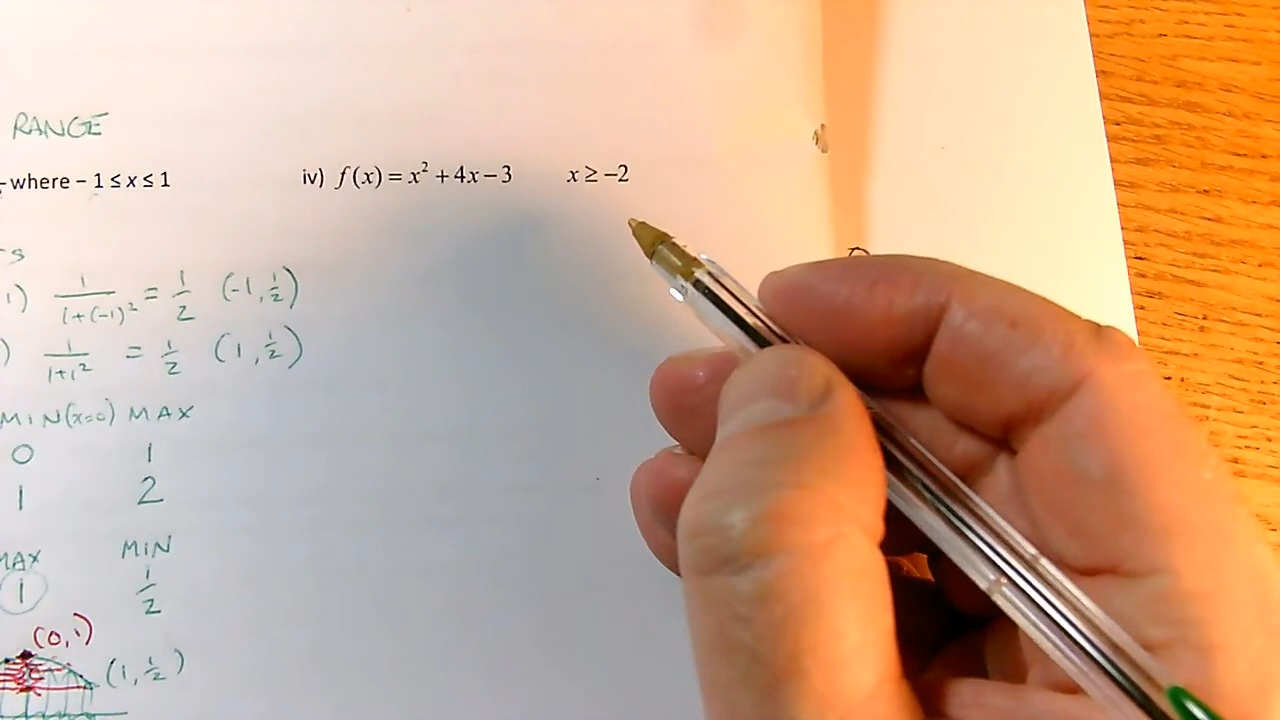 RANGE
where – 1 ≤ x ≤ 1
iv) f(x) = x² + 4x – 3 x ≥ –2
1) 1/(1+(-1)²) = 1/2 (-1, 1/2)
) 1/(1+1²) = 1/2 (1, 1/2)
MIN(x=0) MAX
0 1
1 2
MAX MIN
1 1/2
(0,1)
(1, 1/2)